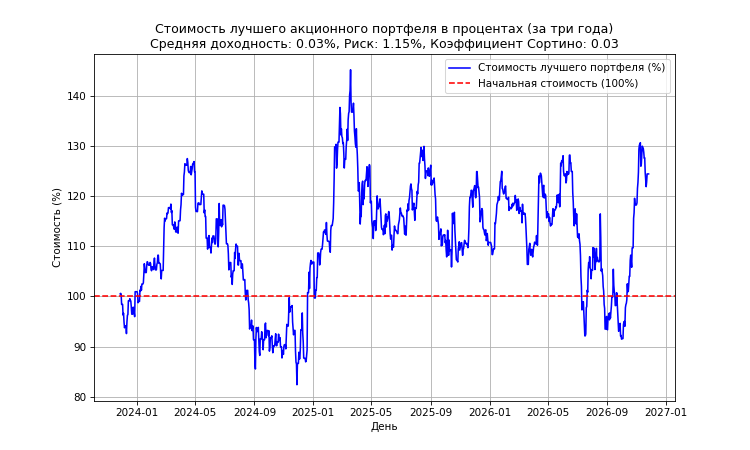 Стоимость лучшего акционного портфеля в процентах (за три года)
Средняя доходность: 0.03%, Риск: 1.15%, Коэффициент Сортино: 0.03
Стоимость лучшего портфеля (%)
Начальная стоимость (100%)
Стоимость (%)
140
130
120
110
100
90
80
2024-01
2024-05
2024-09
2025-01
2025-05
2025-09
2026-01
2026-05
2026-09
2027-01
День